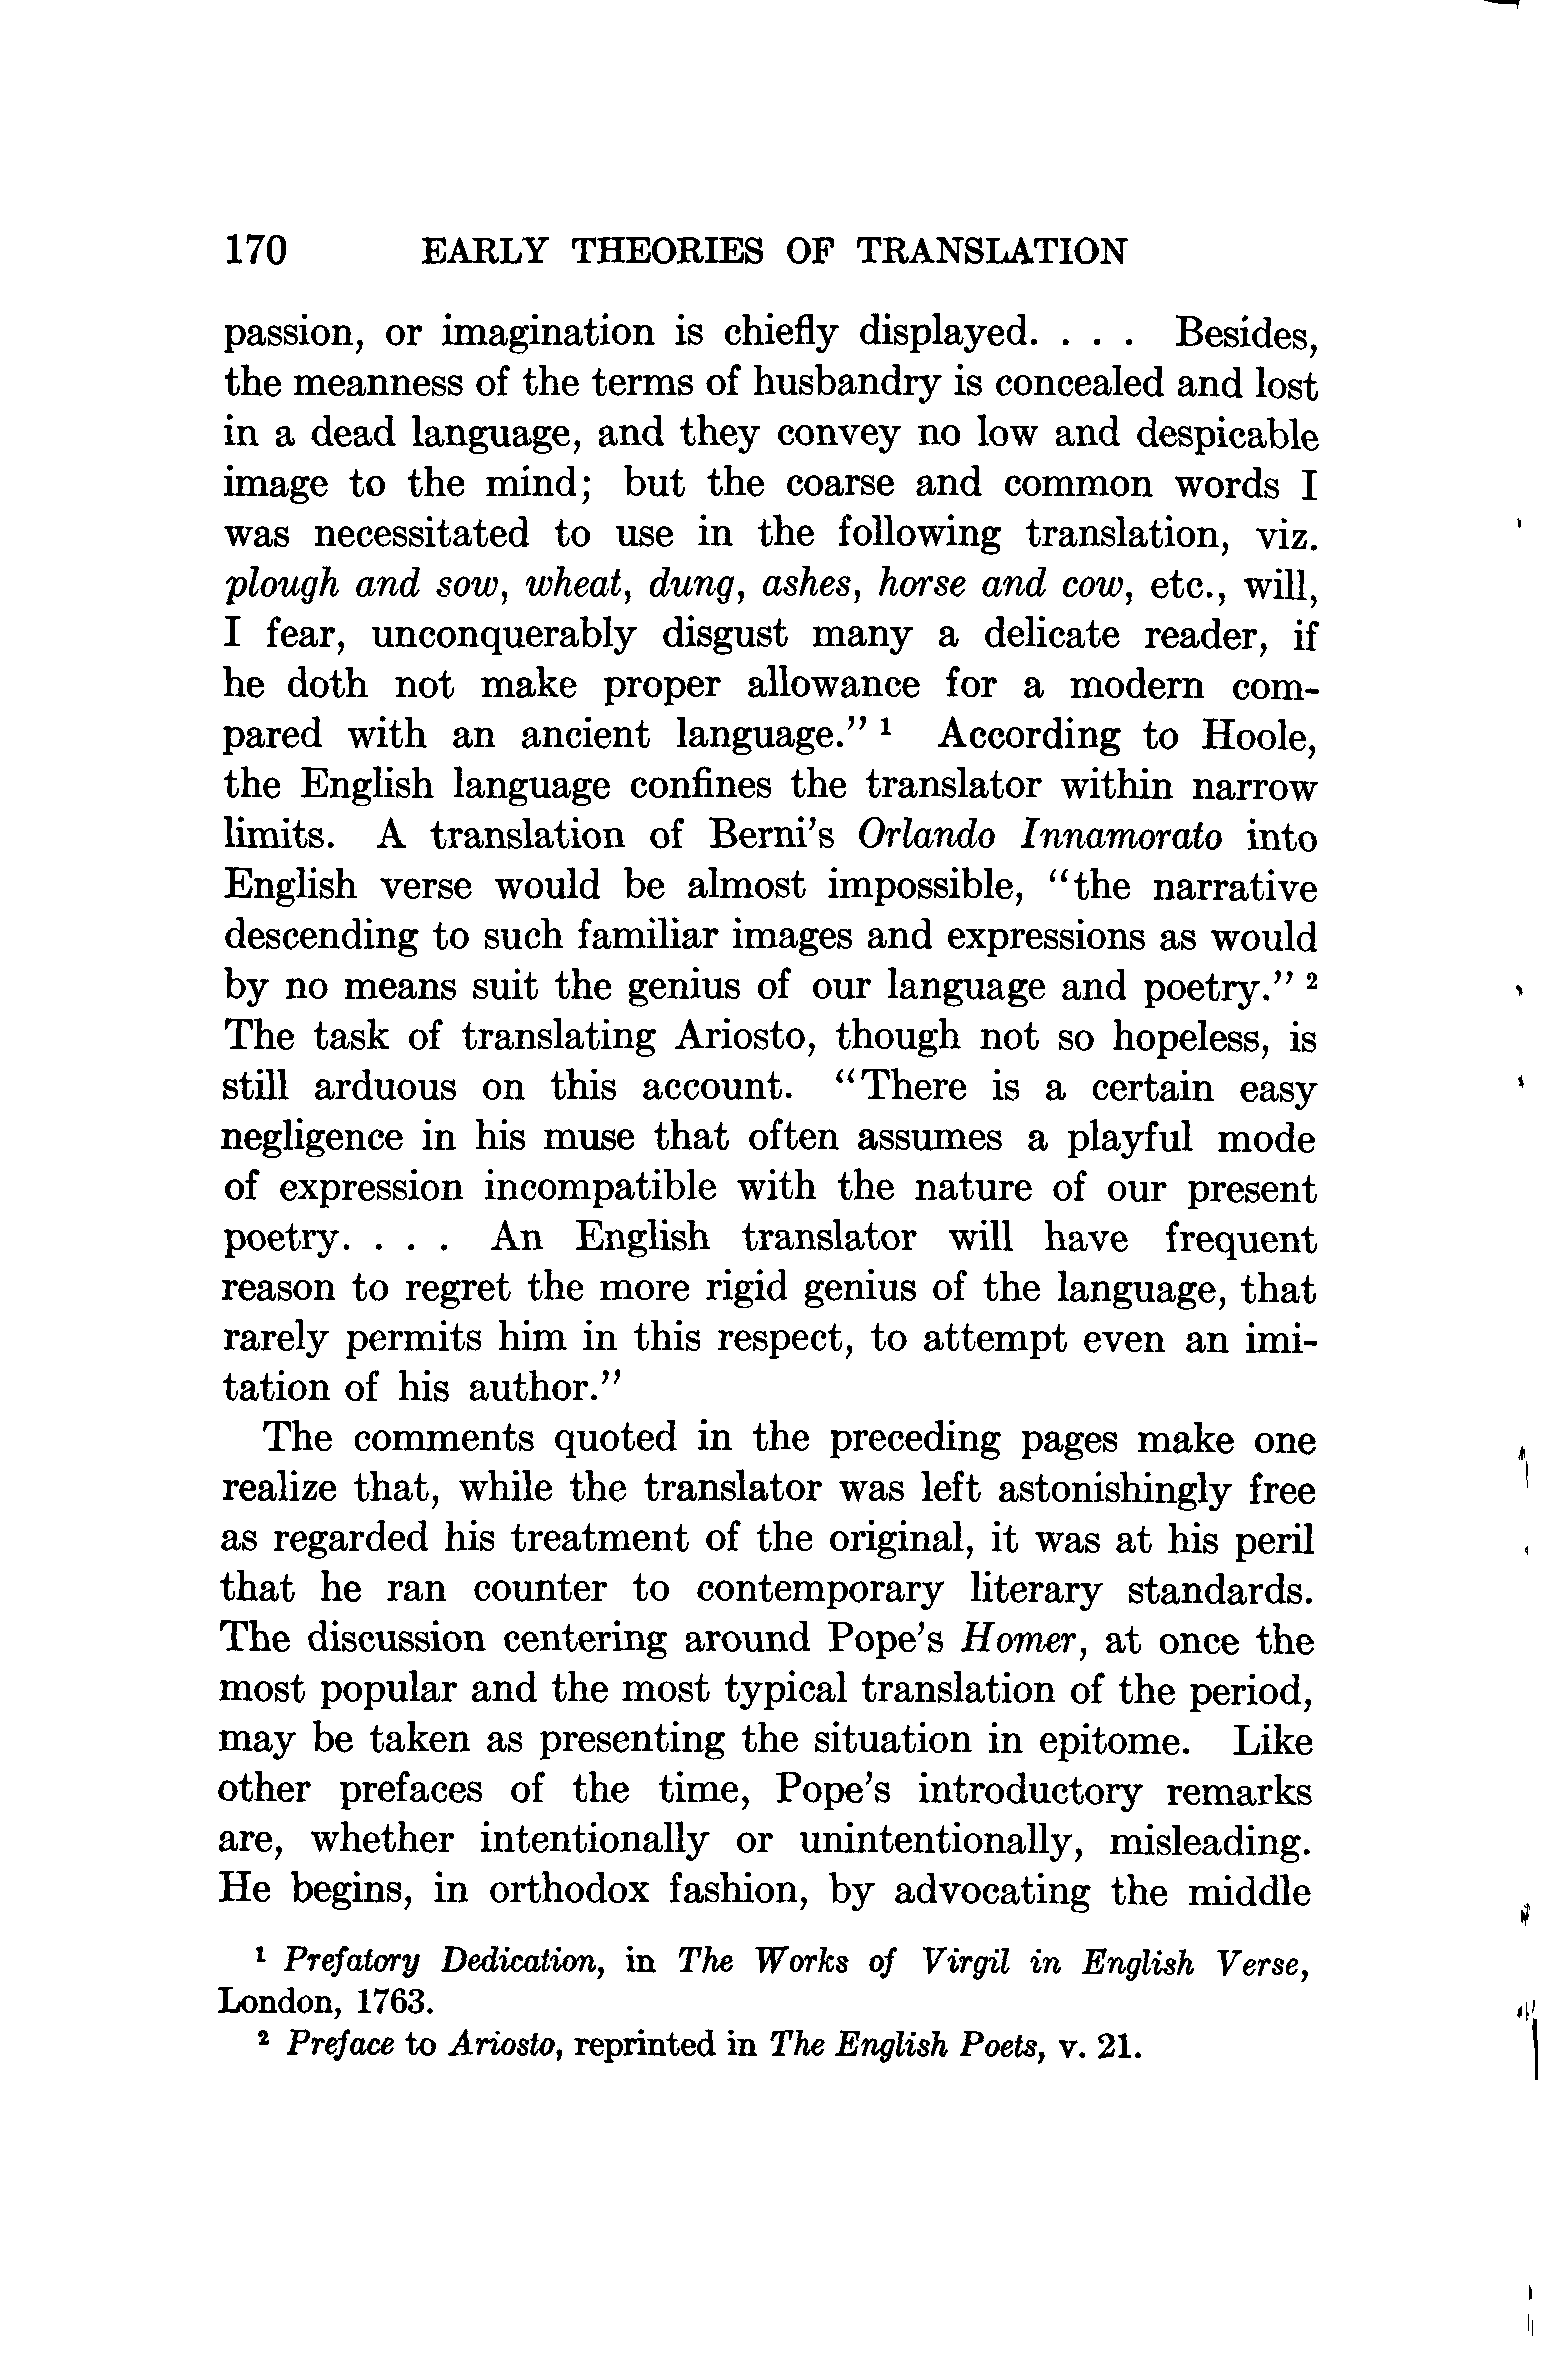 170 EARLY THEORIES OF TRANSLATION
passion, or imagination is chiefly displayed. . . . Besides,
the meanness of the terms of husbandry is concealed and lost
in a dead language, and they convey no low and despicable
image to the mind; but the coarse and common words I
was necessitated to use in the following translation, viz.
plough and sow, wheat, dung, ashes, horse and cow, etc., will,
I fear, unconquerably disgust many a delicate reader, if
he doth not make proper allowance for a modern com-
pared with an ancient language.” ¹ According to Hoole,
the English language confines the translator within narrow
limits. A translation of Berni’s Orlando Innamorato into
English verse would be almost impossible, “the narrative
descending to such familiar images and expressions as would
by no means suit the genius of our language and poetry.” ²
The task of translating Ariosto, though not so hopeless, is
still arduous on this account. “There is a certain easy
negligence in his muse that often assumes a playful mode
of expression incompatible with the nature of our present
poetry. . . . An English translator will have frequent
reason to regret the more rigid genius of the language, that
rarely permits him in this respect, to attempt even an imi-
tation of his author.”
The comments quoted in the preceding pages make one
realize that, while the translator was left astonishingly free
as regarded his treatment of the original, it was at his peril
that he ran counter to contemporary literary standards.
The discussion centering around Pope’s Homer, at once the
most popular and the most typical translation of the period,
may be taken as presenting the situation in epitome. Like
other prefaces of the time, Pope’s introductory remarks
are, whether intentionally or unintentionally, misleading.
He begins, in orthodox fashion, by advocating the middle
¹ Prefatory Dedication, in The Works of Virgil in English Verse,
London, 1763.
² Preface to Ariosto, reprinted in The English Poets, v. 21.